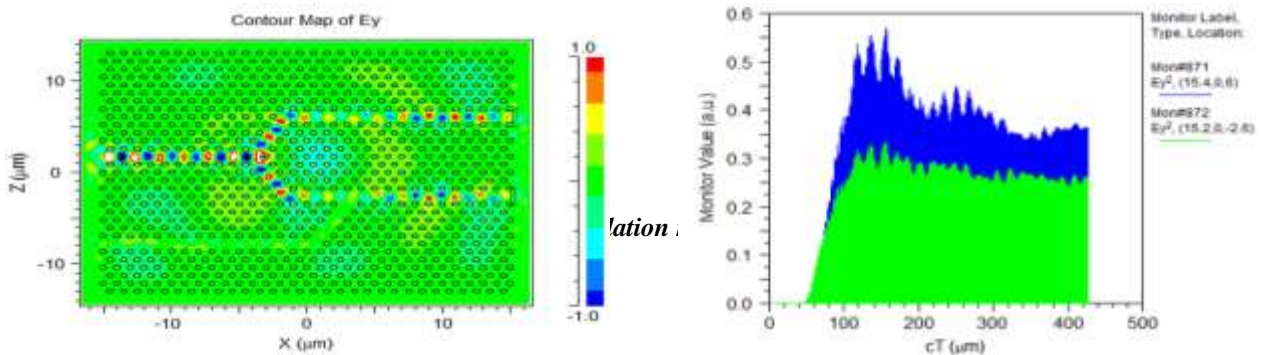 Contour Map of Ey
1.0
10
0
-10
Z (μm)
-10
0
10
X (μm)
-1.0
lation
0.6
0.5
0.4
0.3
0.2
0.1
0.0
Monitor Value (a.u.)
0
100
200
300
400
500
cT (μm)
Monitor Label,
Type, Location:
Mon#871
Ey², (15.4,0,6)
Mon#872
Ey², (15.2,0,-2.6)